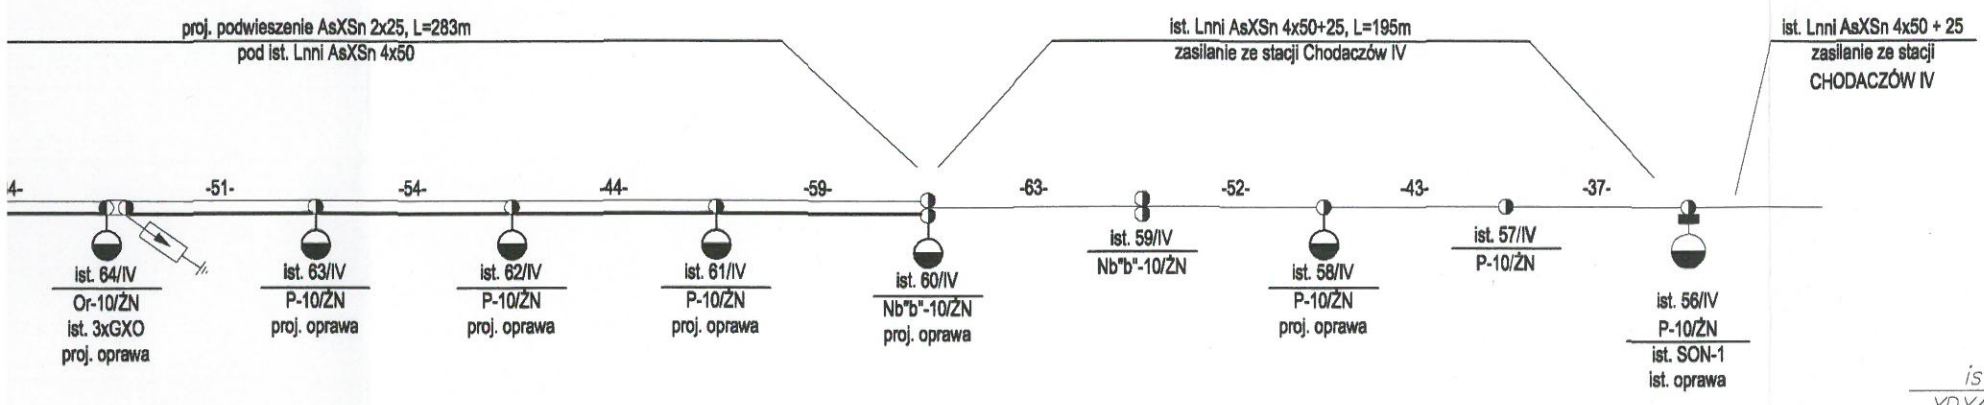 proj. podwieszenie AsXSn 2x25, L=283m
pod ist. Lnni AsXSn 4x50
ist. Lnni AsXSn 4x50+25, L=195m
zasilanie ze stacji Chodaczów IV
ist. Lnni AsXSn 4x50 + 25
zasilanie ze stacji
CHODACZÓW IV
4-
-51-
-54-
-44-
-59-
-63-
-52-
-43-
-37-
ist. 64/IV
Or-10/ŻN
ist. 3xGXO
proj. oprawa
ist. 63/IV
P-10/ŻN
proj. oprawa
ist. 62/IV
P-10/ŻN
proj. oprawa
ist. 61/IV
P-10/ŻN
proj. oprawa
ist. 60/IV
Nb"b"-10/ŻN
proj. oprawa
ist. 59/IV
Nb"b"-10/ŻN
ist. 58/IV
P-10/ŻN
proj. oprawa
ist. 57/IV
P-10/ŻN
ist. 56/IV
P-10/ŻN
ist. SON-1
ist. oprawa
is